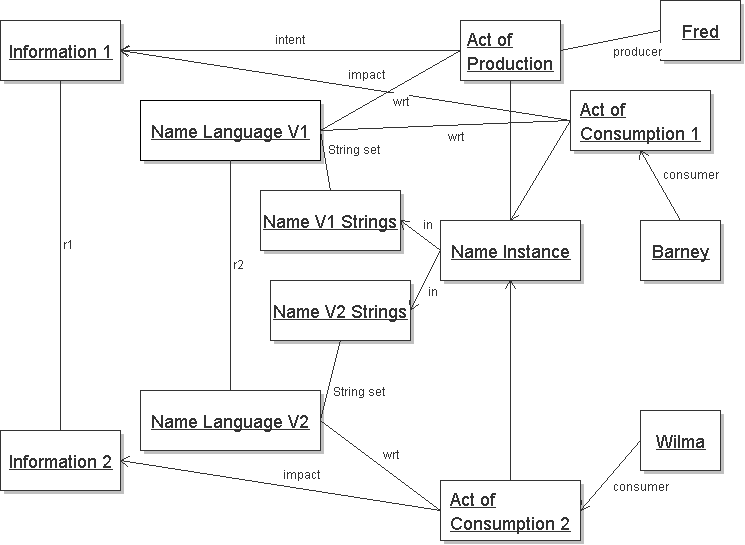 Fred
Act of
Production
Information 1
intent
producer
impact
wrt
Act of
Consumption 1
Name Language V1
wrt
String set
consumer
Name V1 Strings
in
Name Instance
Barney
r1
r2
in
Name V2 Strings
String set
Name Language V2
Wilma
wrt
Information 2
impact
consumer
Act of
Consumption 2